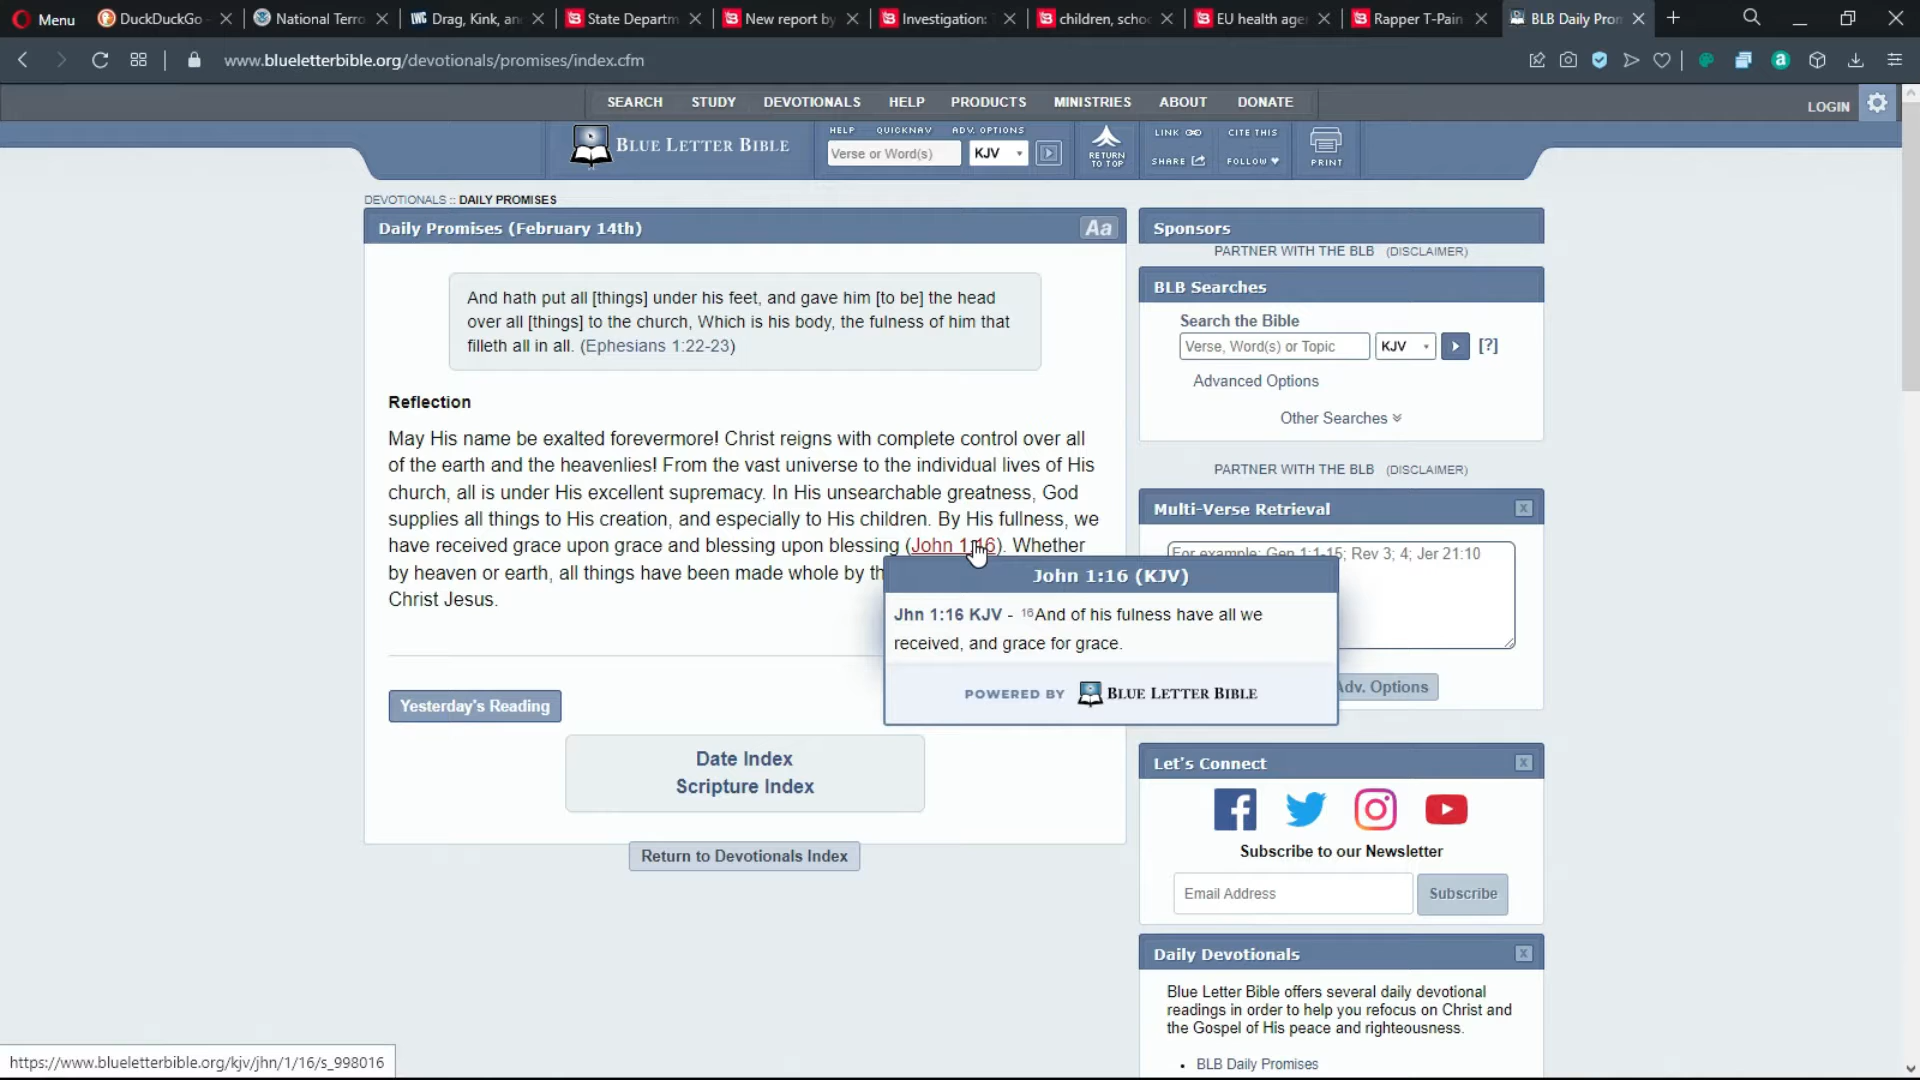 Menu
DuckDuckGo
National Terro
Drag, Kink, an
State Departm
New report by
Investigation:
children, schoo
EU health age
Rapper T-Pain
BLB Daily Pron
www.blueletterbible.org/devotionals/promises/index.cfm
SEARCH STUDY DEVOTIONALS HELP PRODUCTS MINISTRIES ABOUT DONATE
LOGIN
BLUE LETTER BIBLE
HELP QUICKNAV ADV. OPTIONS
Verse or Word(s) KJV
RETURN
TO TOP
LINK CITE THIS
SHARE FOLLOW
PRINT
DEVOTIONALS :: DAILY PROMISES
Daily Promises (February 14th)
Aa
And hath put all [things] under his feet, and gave him [to be] the head
over all [things] to the church, Which is his body, the fulness of him that
filleth all in all. (Ephesians 1:22-23)
Reflection
May His name be exalted forevermore! Christ reigns with complete control over all
of the earth and the heavenlies! From the vast universe to the individual lives of His
church, all is under His excellent supremacy. In His unsearchable greatness, God
supplies all things to His creation, and especially to His children. By His fullness, we
have received grace upon grace and blessing upon blessing (John 1:16). Whether
by heaven or earth, all things have been made whole by th
Christ Jesus.
John 1:16 (KJV)
Jhn 1:16 KJV - 16And of his fulness have all we
received, and grace for grace.
POWERED BY BLUE LETTER BIBLE
Yesterday's Reading
Date Index
Scripture Index
Return to Devotionals Index
Sponsors
PARTNER WITH THE BLB (DISCLAIMER)
BLB Searches
Search the Bible
Verse, Word(s) or Topic KJV [?]
Advanced Options
Other Searches
PARTNER WITH THE BLB (DISCLAIMER)
Multi-Verse Retrieval
x
For example: Gen 1:1-15; Rev 3; 4; Jer 21:10
Adv. Options
Let's Connect
x
Subscribe to our Newsletter
Email Address
Subscribe
Daily Devotionals
x
Blue Letter Bible offers several daily devotional
readings in order to help you refocus on Christ and
the Gospel of His peace and righteousness.
• BLB Daily Promises
https://www.blueletterbible.org/kjv/jhn/1/16/s_998016